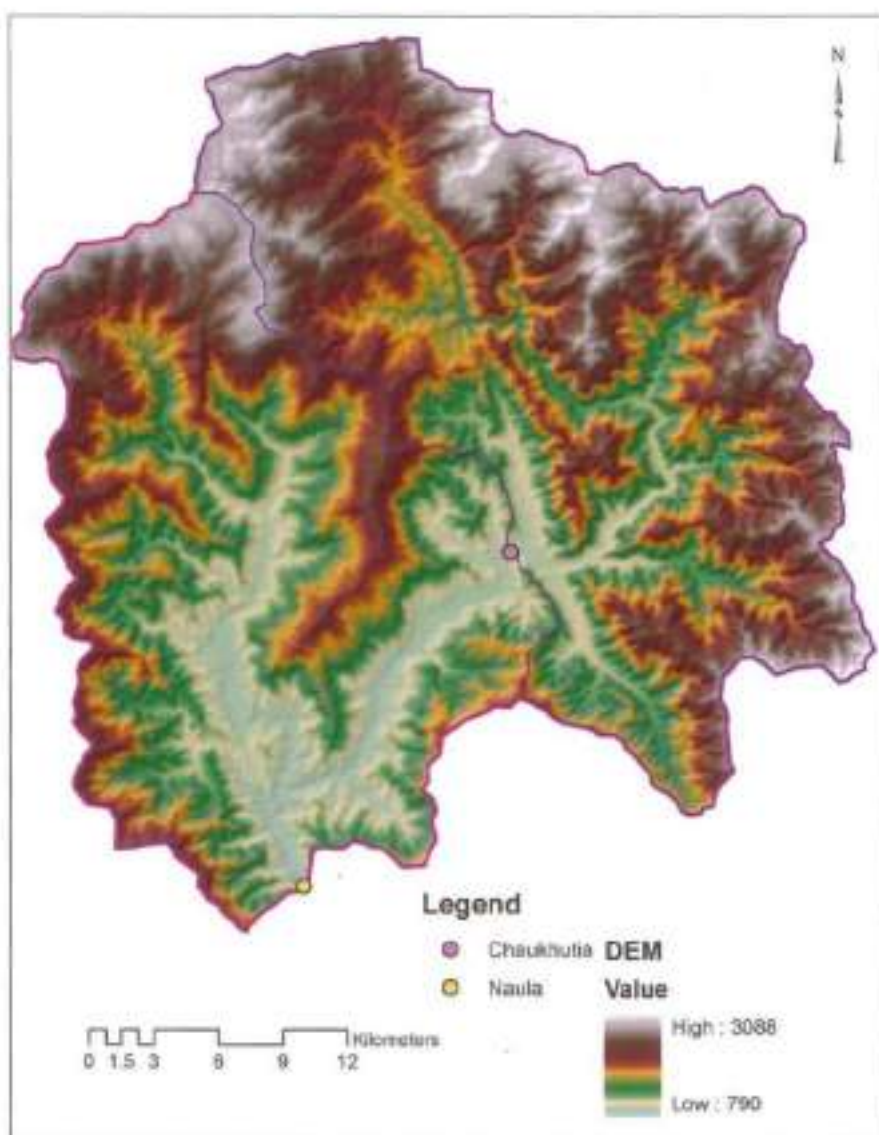 N
Legend
Chaukhutia DEM
Naula Value
High : 3088
Low : 790
Kilometers
0 1.5 3 6 9 12